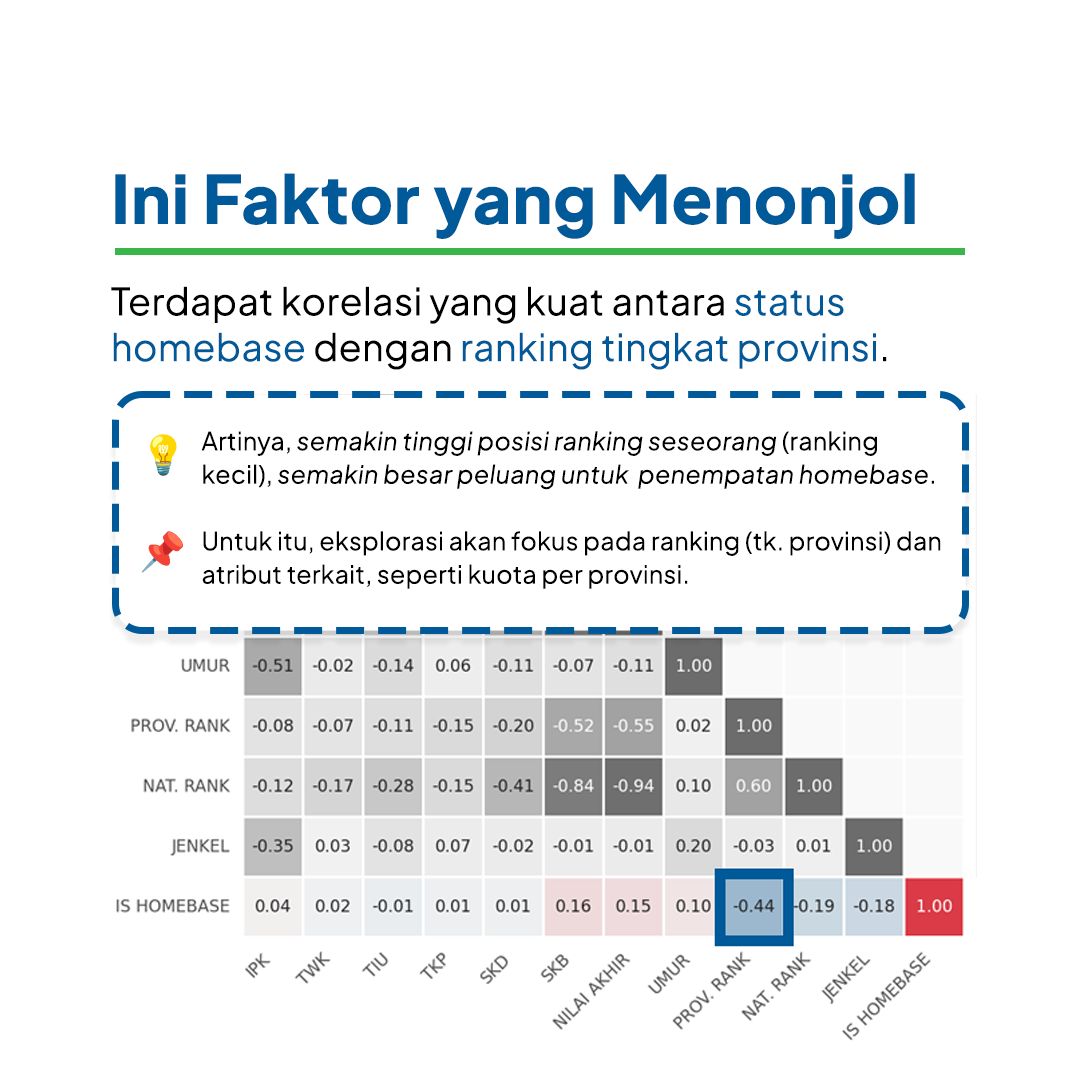 Ini Faktor yang Menonjol
Terdapat korelasi yang kuat antara status
homebase dengan ranking tingkat provinsi.
Artinya, semakin tinggi posisi ranking seseorang (ranking
kecil), semakin besar peluang untuk penempatan homebase.
Untuk itu, eksplorasi akan fokus pada ranking (tk. provinsi) dan
atribut terkait, seperti kuota per provinsi.
UMUR -0.51 -0.02 -0.14 0.06 -0.11 -0.07 -0.11 1.00
PROV. RANK -0.08 -0.07 -0.11 -0.15 -0.20 -0.52 -0.55 0.02 1.00
NAT. RANK -0.12 -0.17 -0.28 -0.15 -0.41 -0.84 -0.94 0.10 0.60 1.00
JENKEL -0.35 0.03 -0.08 0.07 -0.02 -0.01 -0.01 0.20 -0.03 0.01 1.00
IS HOMEBASE 0.04 0.02 -0.01 0.01 0.01 0.16 0.15 0.10 -0.44 -0.19 -0.18 1.00
IPK TWK TIU TKP SKD SKB NILAI AKHIR UMUR PROV. RANK NAT. RANK JENKEL IS HOMEBASE